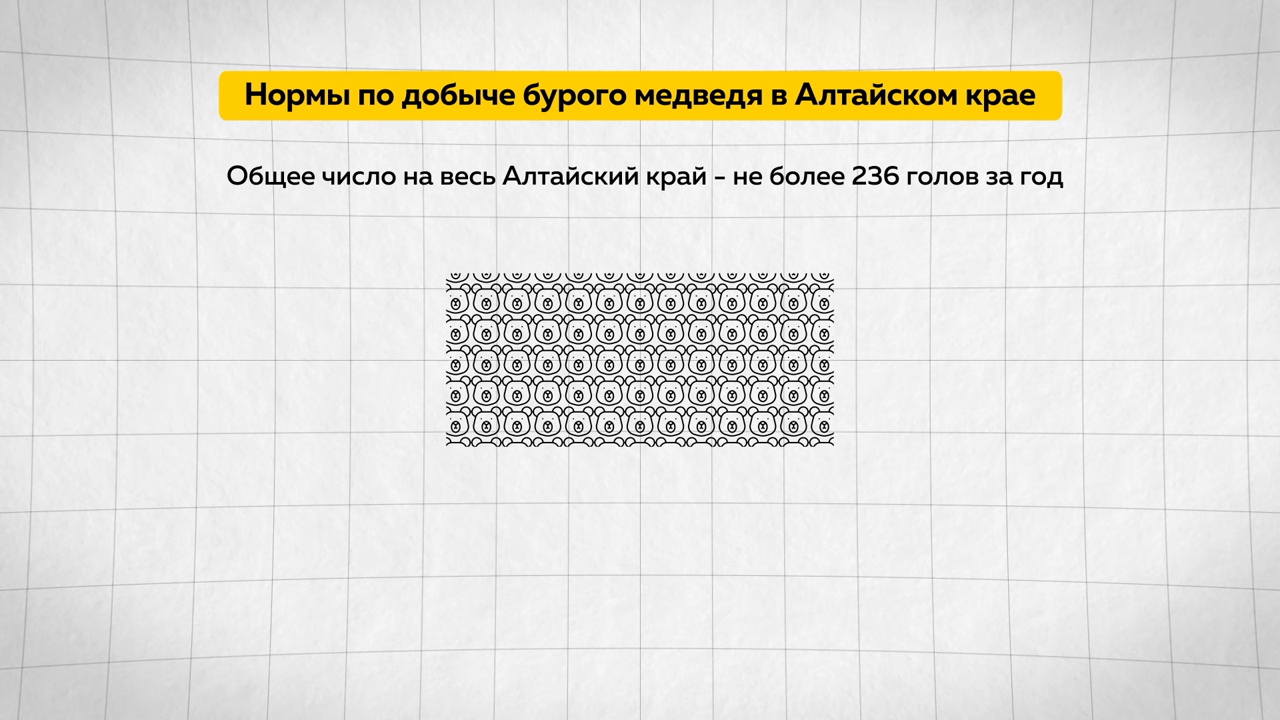 Нормы по добыче бурого медведя в Алтайском крае
Общее число на весь Алтайский край - не более 236 голов за год